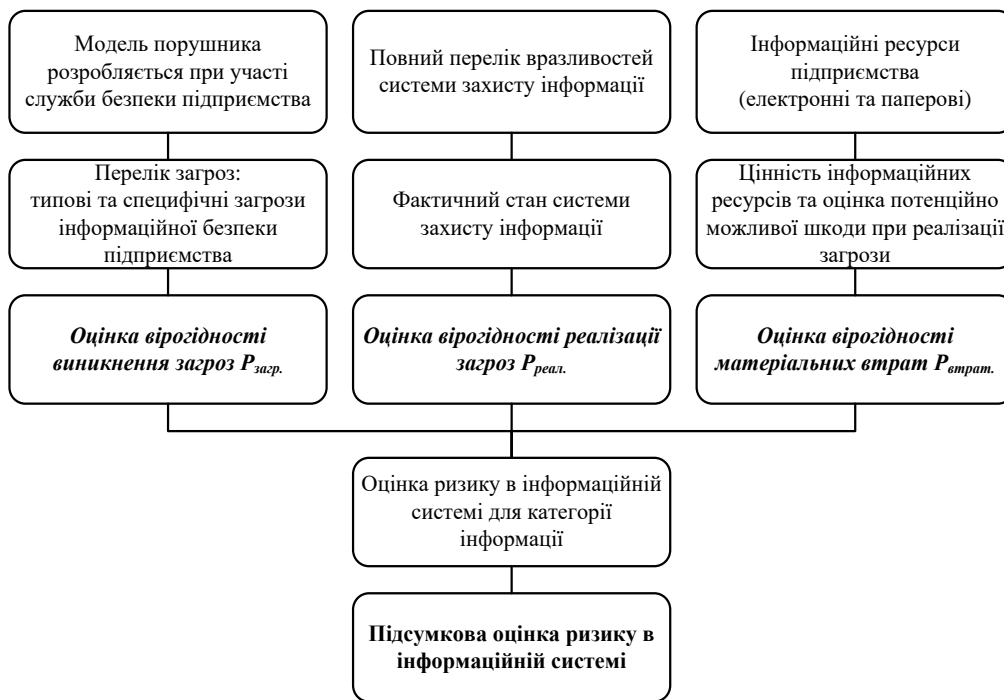 Модель порушника
розробляється при участі
служби безпеки підприємства
Повний перелік вразливостей
системи захисту інформації
Інформаційні ресурси
підприємства
(електронні та паперові)
Перелік загроз:
типові та специфічні загрози
інформаційної безпеки
підприємства
Фактичний стан системи
захисту інформації
Цінність інформаційних
ресурсів та оцінка потенційно
можливої шкоди при реалізації
загрози
Оцінка вірогідності
виникнення загроз Pзагр.
Оцінка вірогідності реалізації
загроз Pреал.
Оцінка вірогідності
матеріальних втрат Pвтрат.
Оцінка ризику в інформаційній
системі для категорії
інформації
Підсумкова оцінка ризику в
інформаційній системі